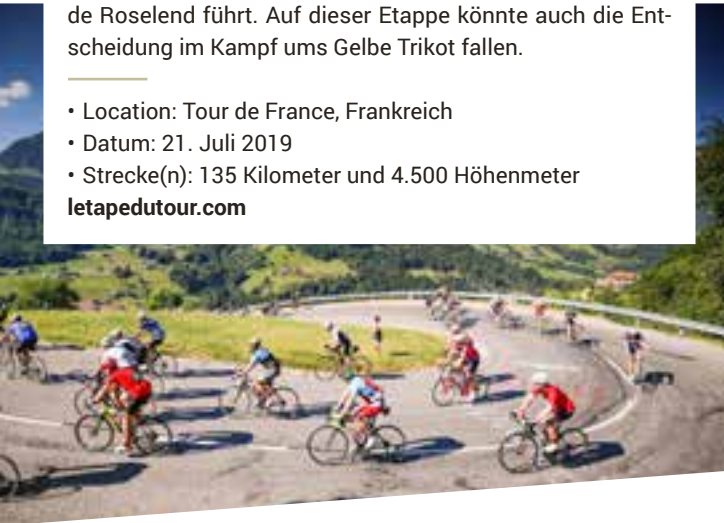 de Roselend führt. Auf dieser Etappe könnte auch die Ent-
scheidung im Kampf ums Gelbe Trikot fallen.
• Location: Tour de France, Frankreich
• Datum: 21. Juli 2019
• Strecke(n): 135 Kilometer und 4.500 Höhenmeter
letapedutour.com